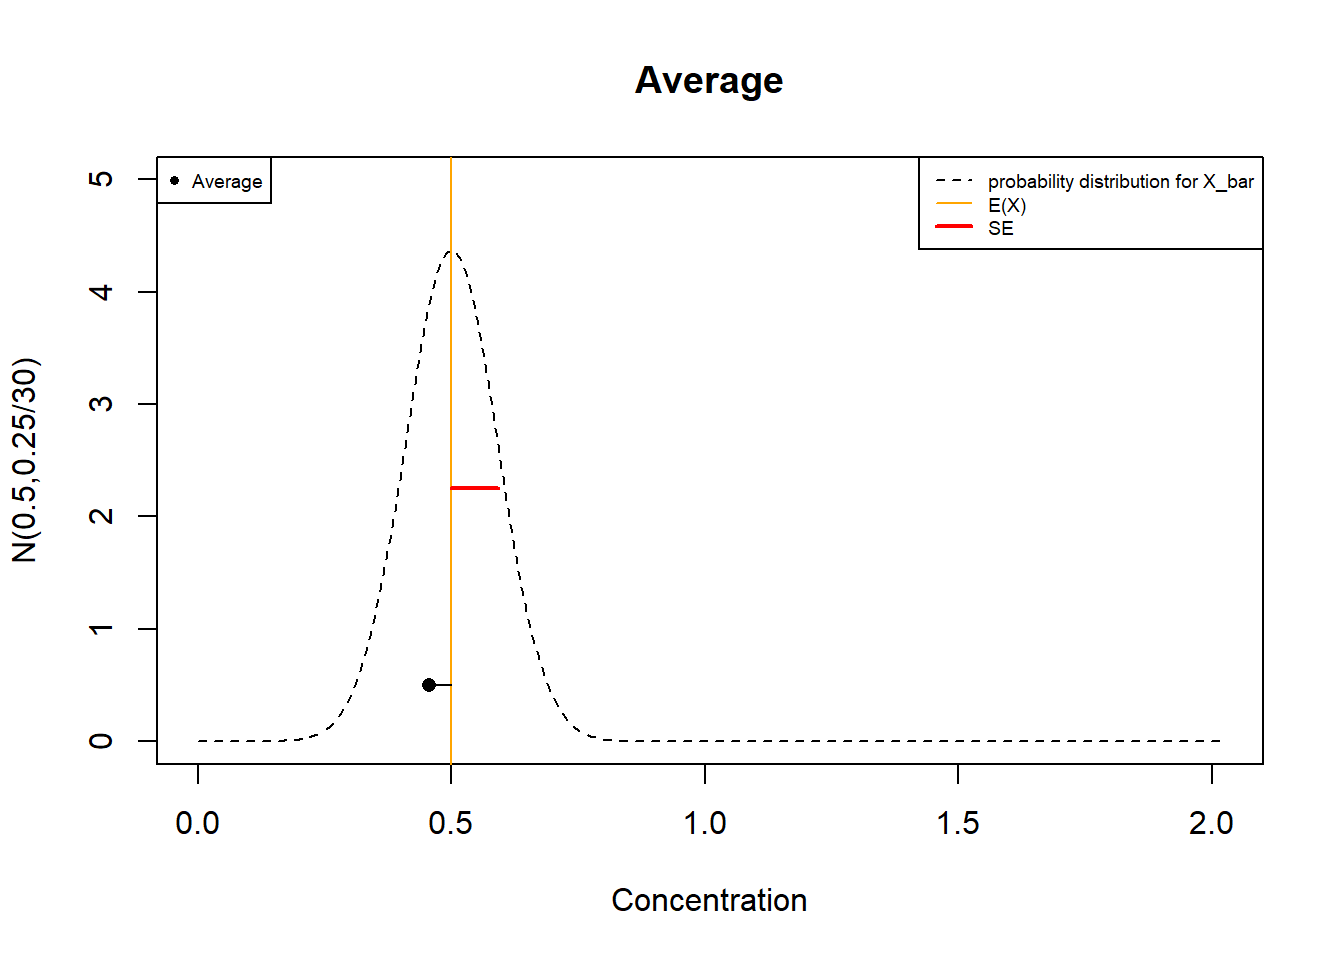 Average
Average
probability distribution for X_bar
E(X)
SE
N(0.5,0.25/30)
5
4
3
2
1
0
0.0 0.5 1.0 1.5 2.0
Concentration